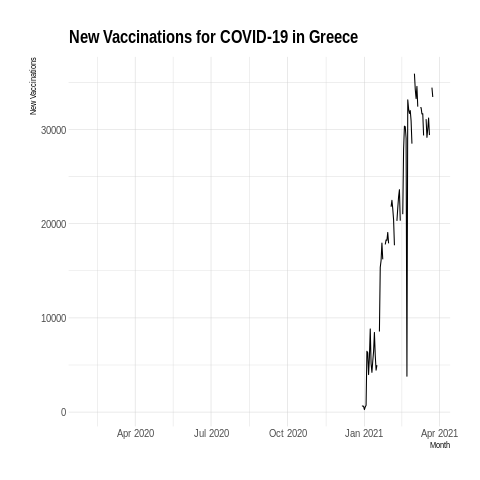 New Vaccinations for COVID-19 in Greece
New Vaccinations
30000
20000
10000
0
Apr 2020 Jul 2020 Oct 2020 Jan 2021 Apr 2021
Month